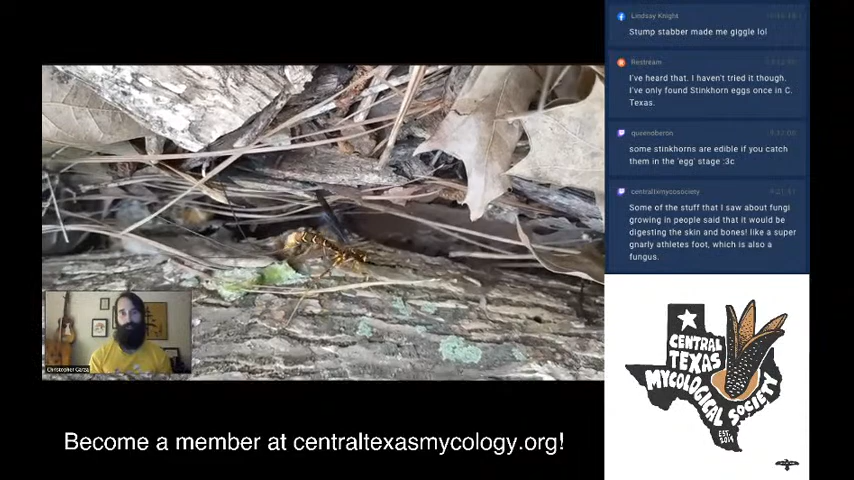 Lindsay Knight
Stump stabber made me giggle lol
Restream
I've heard that. I haven't tried it though.
I've only found Stinkhorn eggs once in C.
Texas.
queenoberon
some stinkhorns are edible if you catch
them in the 'egg' stage :3c
centraltxmycosociety
Some of the stuff that I saw about fungi
growing in people said that it would be
digesting the skin and bones! like a super
gnarly athletes foot, which is also a
fungus.
CENTRAL
TEXAS
MYCOLOGICAL
SOCIETY
EST.
2019
Christopher Garza
Become a member at centraltexasmycology.org!